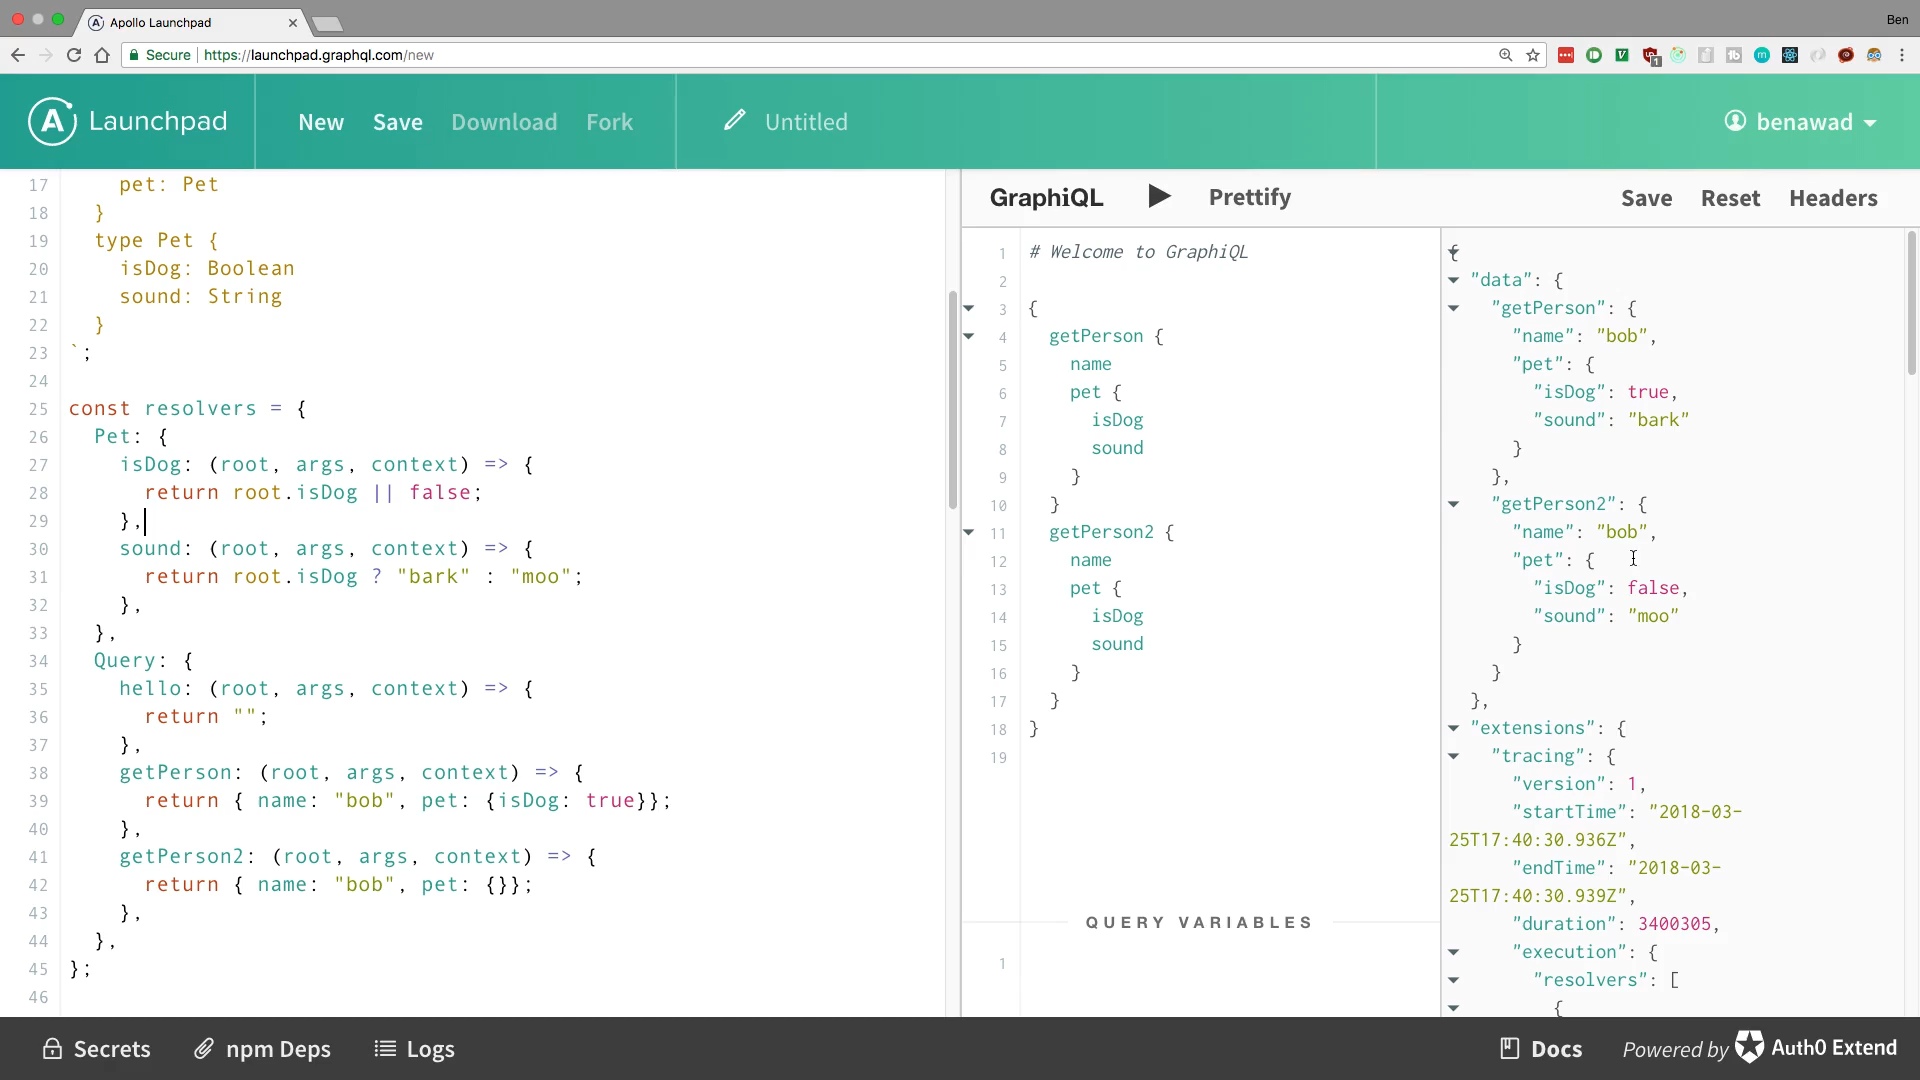 Apollo Launchpad
Ben
Secure
https://launchpad.graphql.com/new
Launchpad
New
Save
Download
Fork
Untitled
benawad
17 pet: Pet
18 }
19 type Pet {
20 isDog: Boolean
21 sound: String
22 }
23 `;
24
25 const resolvers = {
26 Pet: {
27 isDog: (root, args, context) => {
28 return root.isDog || false;
29 },
30 sound: (root, args, context) => {
31 return root.isDog ? "bark" : "moo";
32 },
33 },
34 Query: {
35 hello: (root, args, context) => {
36 return "";
37 },
38 getPerson: (root, args, context) => {
39 return { name: "bob", pet: {isDog: true}};
40 },
41 getPerson2: (root, args, context) => {
42 return { name: "bob", pet: {}};
43 },
44 },
45 };
46
GraphiQL
Prettify
Save
Reset
Headers
1 # Welcome to GraphiQL
2
3 {
4 getPerson {
5 name
6 pet {
7 isDog
8 sound
9 }
10 }
11 getPerson2 {
12 name
13 pet {
14 isDog
15 sound
16 }
17 }
18 }
19
QUERY VARIABLES
1
{
"data": {
"getPerson": {
"name": "bob",
"pet": {
"isDog": true,
"sound": "bark"
}
},
"getPerson2": {
"name": "bob",
"pet": {
"isDog": false,
"sound": "moo"
}
}
},
"extensions": {
"tracing": {
"version": 1,
"startTime": "2018-03-
25T17:40:30.936Z",
"endTime": "2018-03-
25T17:40:30.939Z",
"duration": 3400305,
"execution": {
"resolvers": [
{
Secrets
npm Deps
Logs
Docs
Powered by
Auth0 Extend